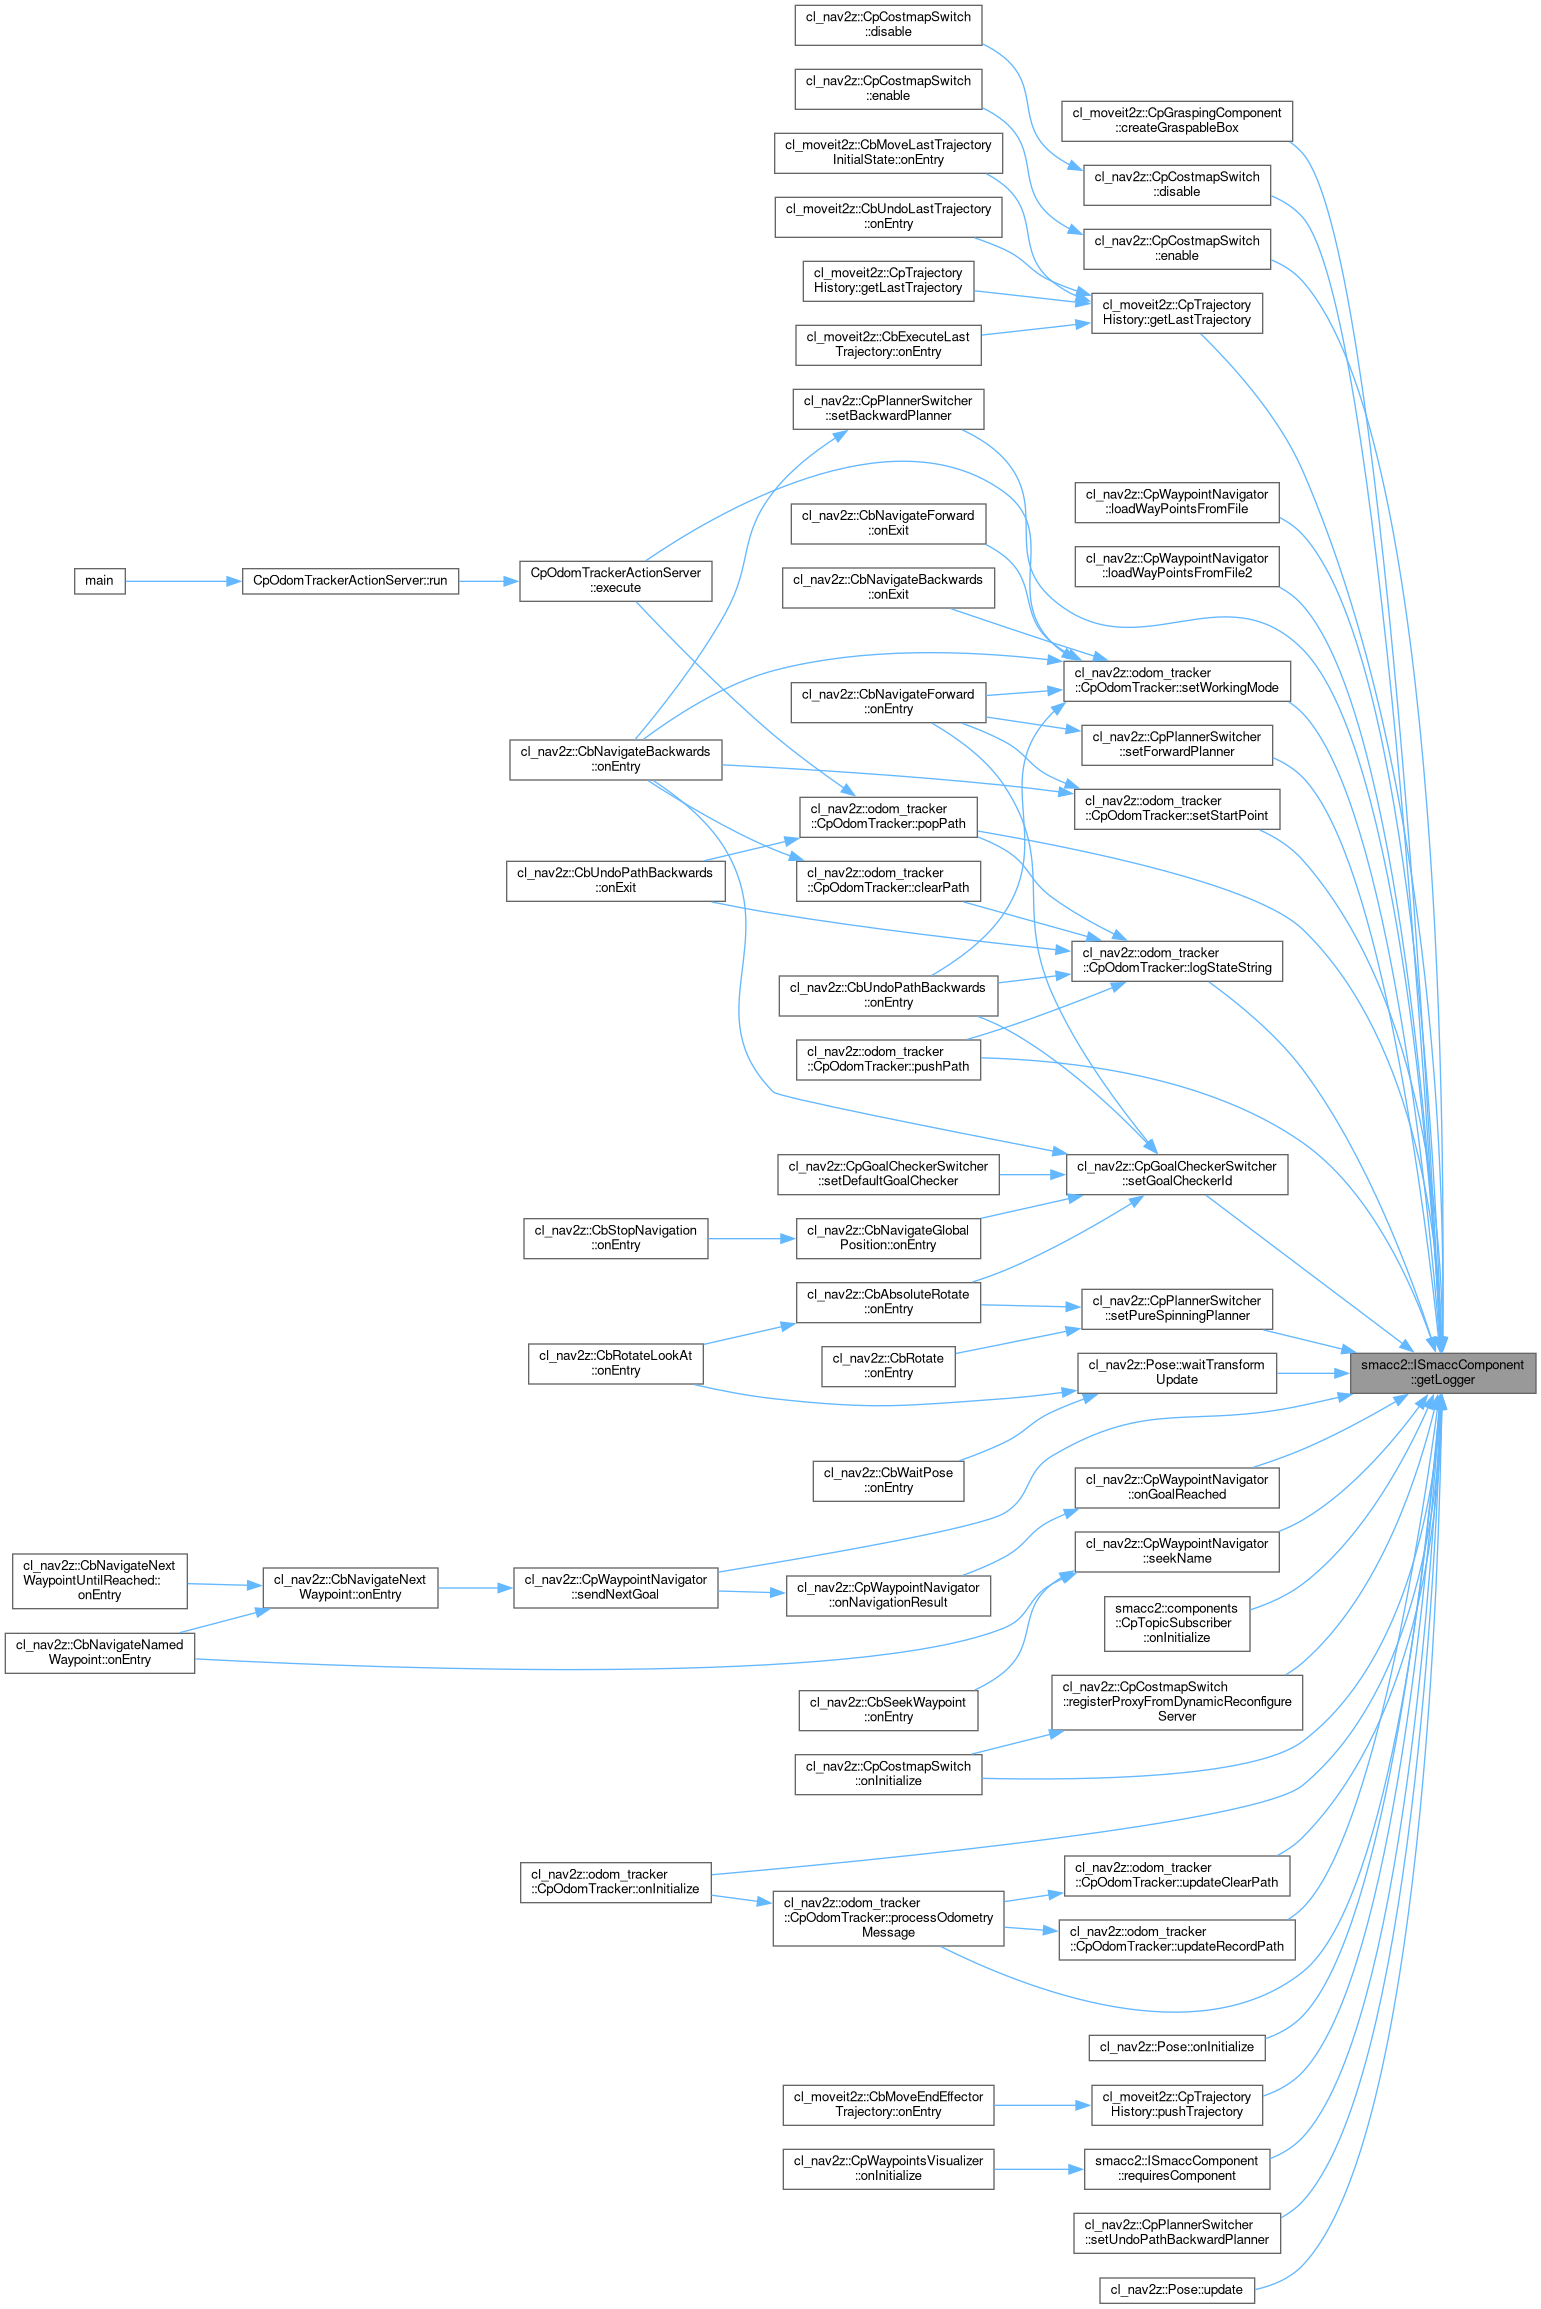 cl_nav2z::CpCostmapSwitch
::disable
cl_nav2z::CpCostmapSwitch
::enable
cl_moveit2z::CpGraspingComponent
::createGraspableBox
cl_moveit2z::CbMoveLastTrajectory
InitialState::onEntry
cl_nav2z::CpCostmapSwitch
::disable
cl_moveit2z::CbUndoLastTrajectory
::onEntry
cl_nav2z::CpCostmapSwitch
::enable
cl_moveit2z::CpTrajectory
History::getLastTrajectory
cl_moveit2z::CpTrajectory
History::getLastTrajectory
cl_moveit2z::CbExecuteLast
Trajectory::onEntry
cl_nav2z::CpPlannerSwitcher
::setBackwardPlanner
cl_nav2z::CpWaypointNavigator
::loadWayPointsFromFile
cl_nav2z::CbNavigateForward
::onExit
cl_nav2z::CpWaypointNavigator
::loadWayPointsFromFile2
main
CpOdomTrackerActionServer::run
CpOdomTrackerActionServer
::execute
cl_nav2z::CbNavigateBackwards
::onExit
cl_nav2z::odom_tracker
::CpOdomTracker::setWorkingMode
cl_nav2z::CbNavigateForward
::onEntry
cl_nav2z::CpPlannerSwitcher
::setForwardPlanner
cl_nav2z::CbNavigateBackwards
::onEntry
cl_nav2z::odom_tracker
::CpOdomTracker::setStartPoint
cl_nav2z::odom_tracker
::CpOdomTracker::popPath
cl_nav2z::CbUndoPathBackwards
::onExit
cl_nav2z::odom_tracker
::CpOdomTracker::clearPath
cl_nav2z::odom_tracker
::CpOdomTracker::logStateString
cl_nav2z::CbUndoPathBackwards
::onEntry
cl_nav2z::odom_tracker
::CpOdomTracker::pushPath
cl_nav2z::CpGoalCheckerSwitcher
::setDefaultGoalChecker
cl_nav2z::CpGoalCheckerSwitcher
::setGoalCheckerId
cl_nav2z::CbStopNavigation
::onEntry
cl_nav2z::CbNavigateGlobal
Position::onEntry
cl_nav2z::CbAbsoluteRotate
::onEntry
cl_nav2z::CpPlannerSwitcher
::setPureSpinningPlanner
cl_nav2z::CbRotateLookAt
::onEntry
cl_nav2z::CbRotate
::onEntry
cl_nav2z::Pose::waitTransform
Update
smacc2::ISmaccComponent
::getLogger
cl_nav2z::CbWaitPose
::onEntry
cl_nav2z::CpWaypointNavigator
::onGoalReached
cl_nav2z::CpWaypointNavigator
::seekName
cl_nav2z::CbNavigateNext
WaypointUntilReached::
onEntry
cl_nav2z::CbNavigateNext
Waypoint::onEntry
cl_nav2z::CpWaypointNavigator
::sendNextGoal
cl_nav2z::CpWaypointNavigator
::onNavigationResult
smacc2::components
::CpTopicSubscriber
::onInitialize
cl_nav2z::CbNavigateNamed
Waypoint::onEntry
cl_nav2z::CbSeekWaypoint
::onEntry
cl_nav2z::CpCostmapSwitch
::registerProxyFromDynamicReconfigure
Server
cl_nav2z::CpCostmapSwitch
::onInitialize
cl_nav2z::odom_tracker
::CpOdomTracker::onInitialize
cl_nav2z::odom_tracker
::CpOdomTracker::updateClearPath
cl_nav2z::odom_tracker
::CpOdomTracker::processOdometry
Message
cl_nav2z::odom_tracker
::CpOdomTracker::updateRecordPath
cl_nav2z::Pose::onInitialize
cl_moveit2z::CbMoveEndEffector
Trajectory::onEntry
cl_moveit2z::CpTrajectory
History::pushTrajectory
cl_nav2z::CpWaypointsVisualizer
::onInitialize
smacc2::ISmaccComponent
::requiresComponent
cl_nav2z::CpPlannerSwitcher
::setUndoPathBackwardPlanner
cl_nav2z::Pose::update